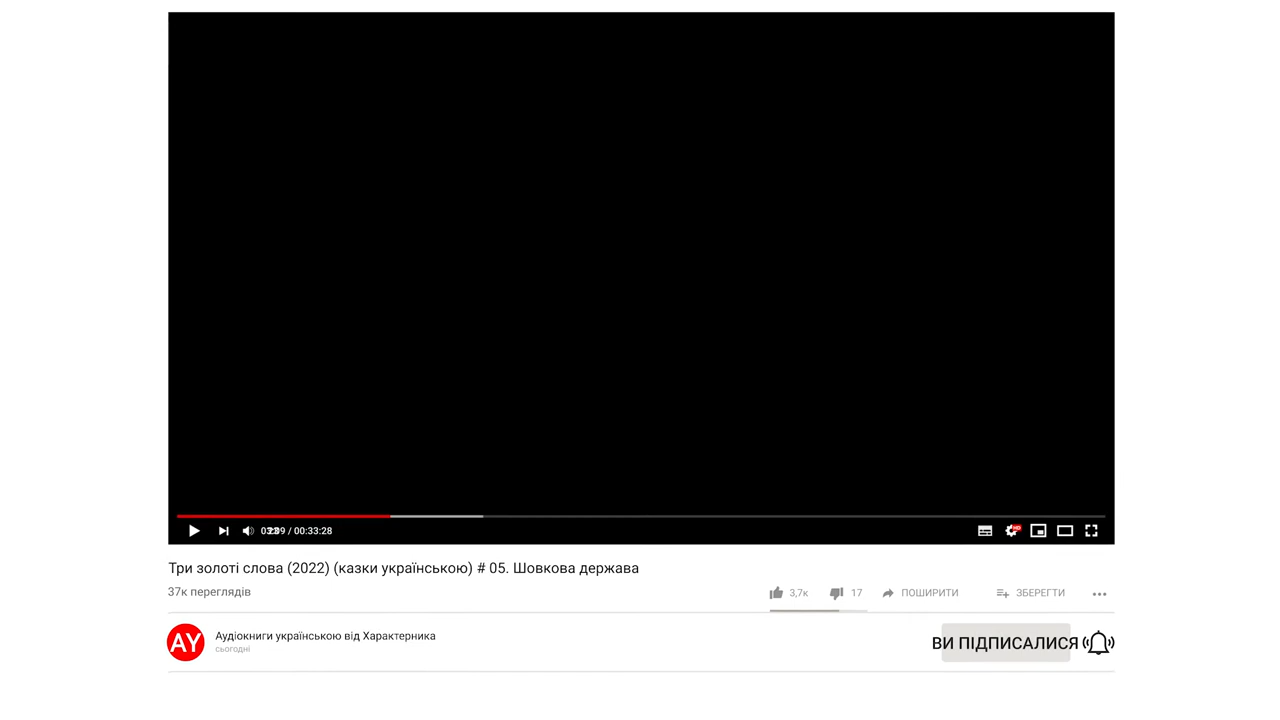 / 00:33:28
HD
Три золоті слова (2022) (казки українською) # 05. Шовкова держава
37к переглядів
3,7к 17 ПОШИРИТИ ЗБЕРЕГТИ
АУ
Аудіокниги українською від Характерника
сьогодні
ВИ ПІДПИСАЛИСЯ